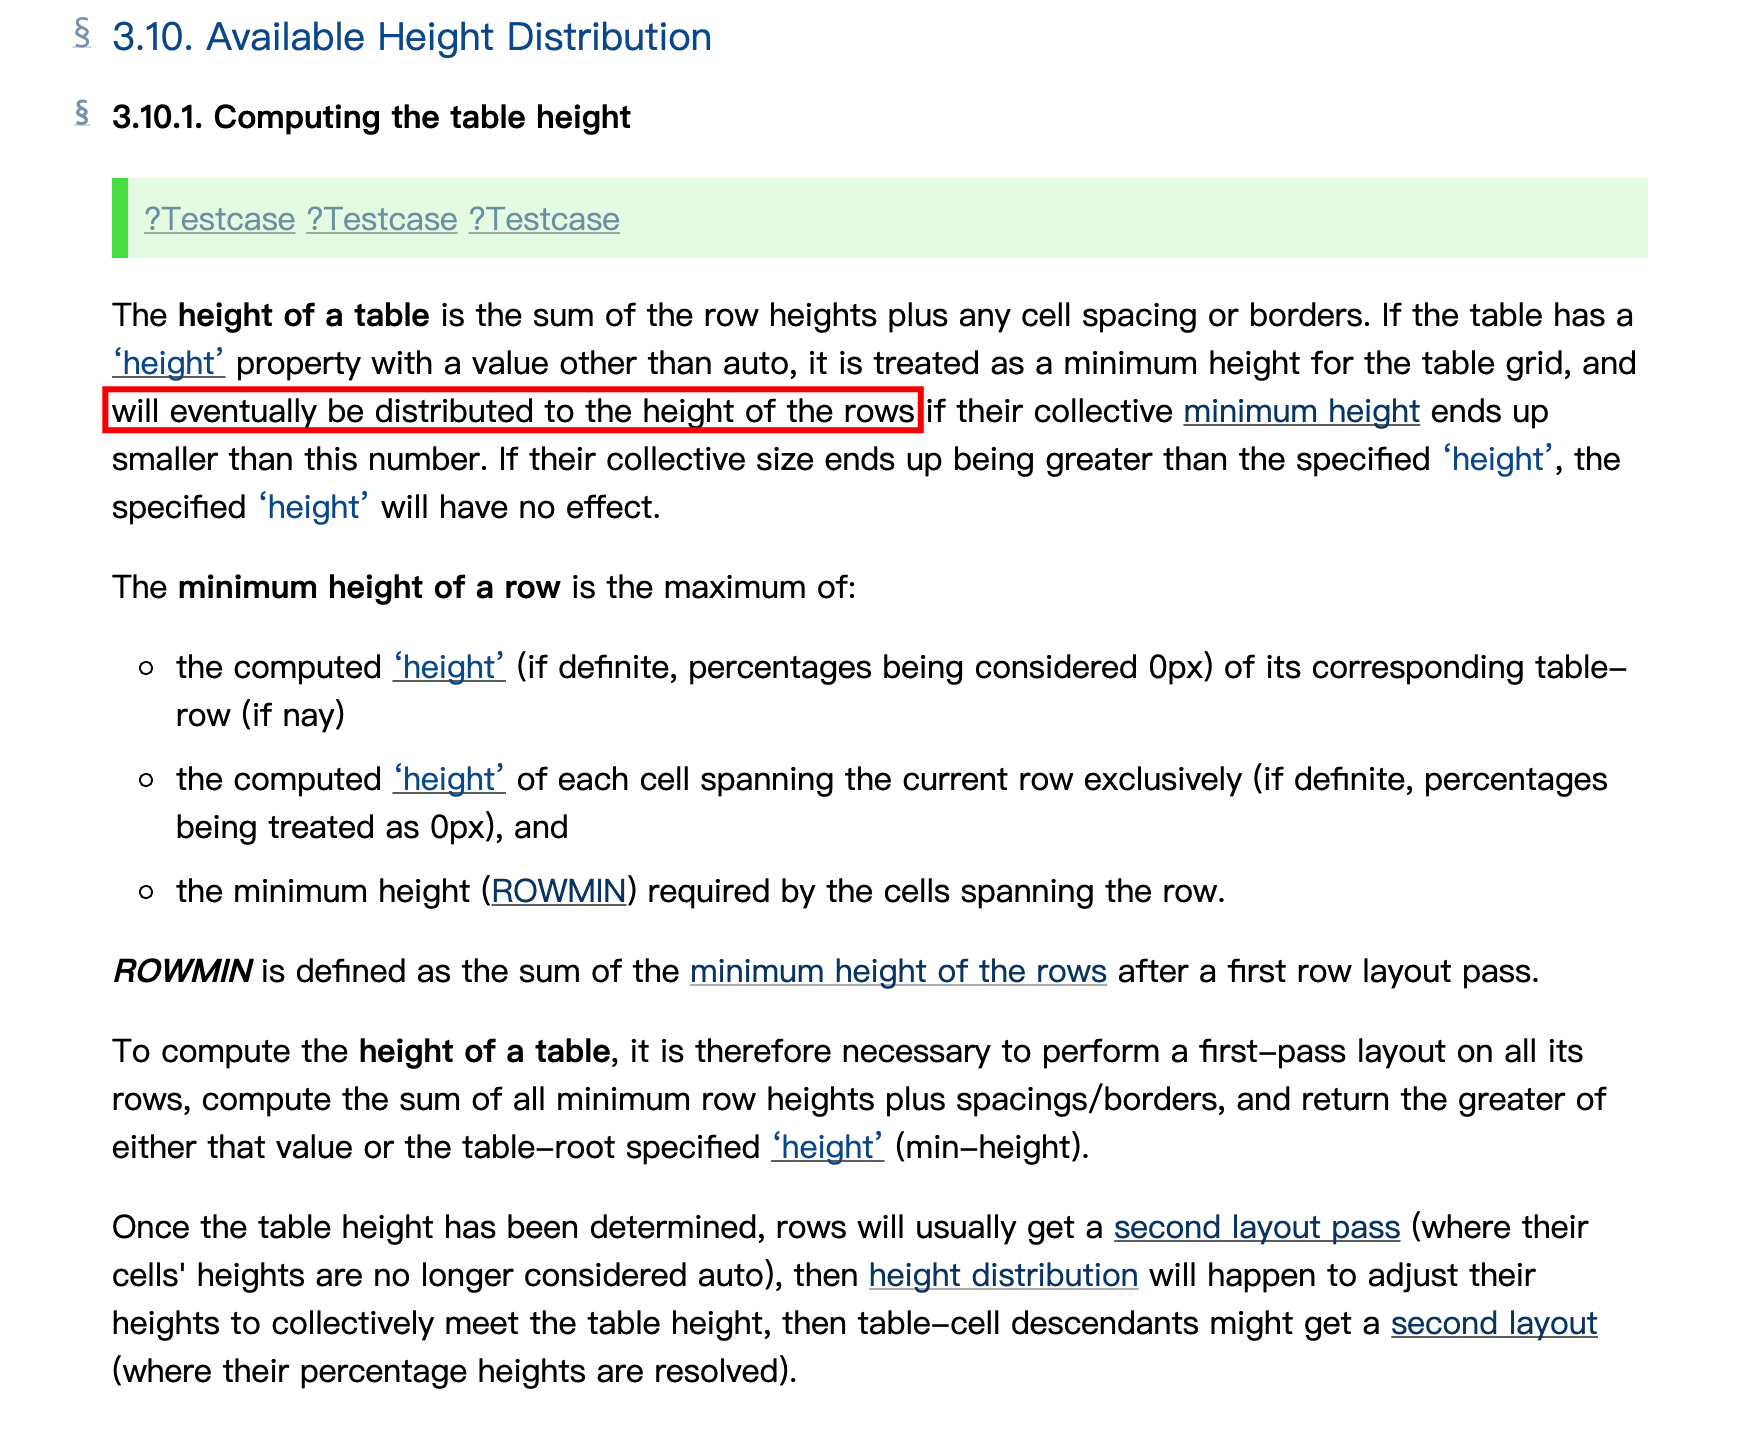 § 3.10. Available Height Distribution
§ 3.10.1. Computing the table height
?Testcase ?Testcase ?Testcase
The height of a table is the sum of the row heights plus any cell spacing or borders. If the table has a
‘height’ property with a value other than auto, it is treated as a minimum height for the table grid, and
will eventually be distributed to the height of the rows if their collective minimum height ends up
smaller than this number. If their collective size ends up being greater than the specified ‘height’, the
specified ‘height’ will have no effect.
The minimum height of a row is the maximum of:
the computed ‘height’ (if definite, percentages being considered 0px) of its corresponding table-
row (if nay)
the computed ‘height’ of each cell spanning the current row exclusively (if definite, percentages
being treated as 0px), and
the minimum height (ROWMIN) required by the cells spanning the row.
ROWMIN is defined as the sum of the minimum height of the rows after a first row layout pass.
To compute the height of a table, it is therefore necessary to perform a first-pass layout on all its
rows, compute the sum of all minimum row heights plus spacings/borders, and return the greater of
either that value or the table-root specified ‘height’ (min-height).
Once the table height has been determined, rows will usually get a second layout pass (where their
cells' heights are no longer considered auto), then height distribution will happen to adjust their
heights to collectively meet the table height, then table-cell descendants might get a second layout
(where their percentage heights are resolved).